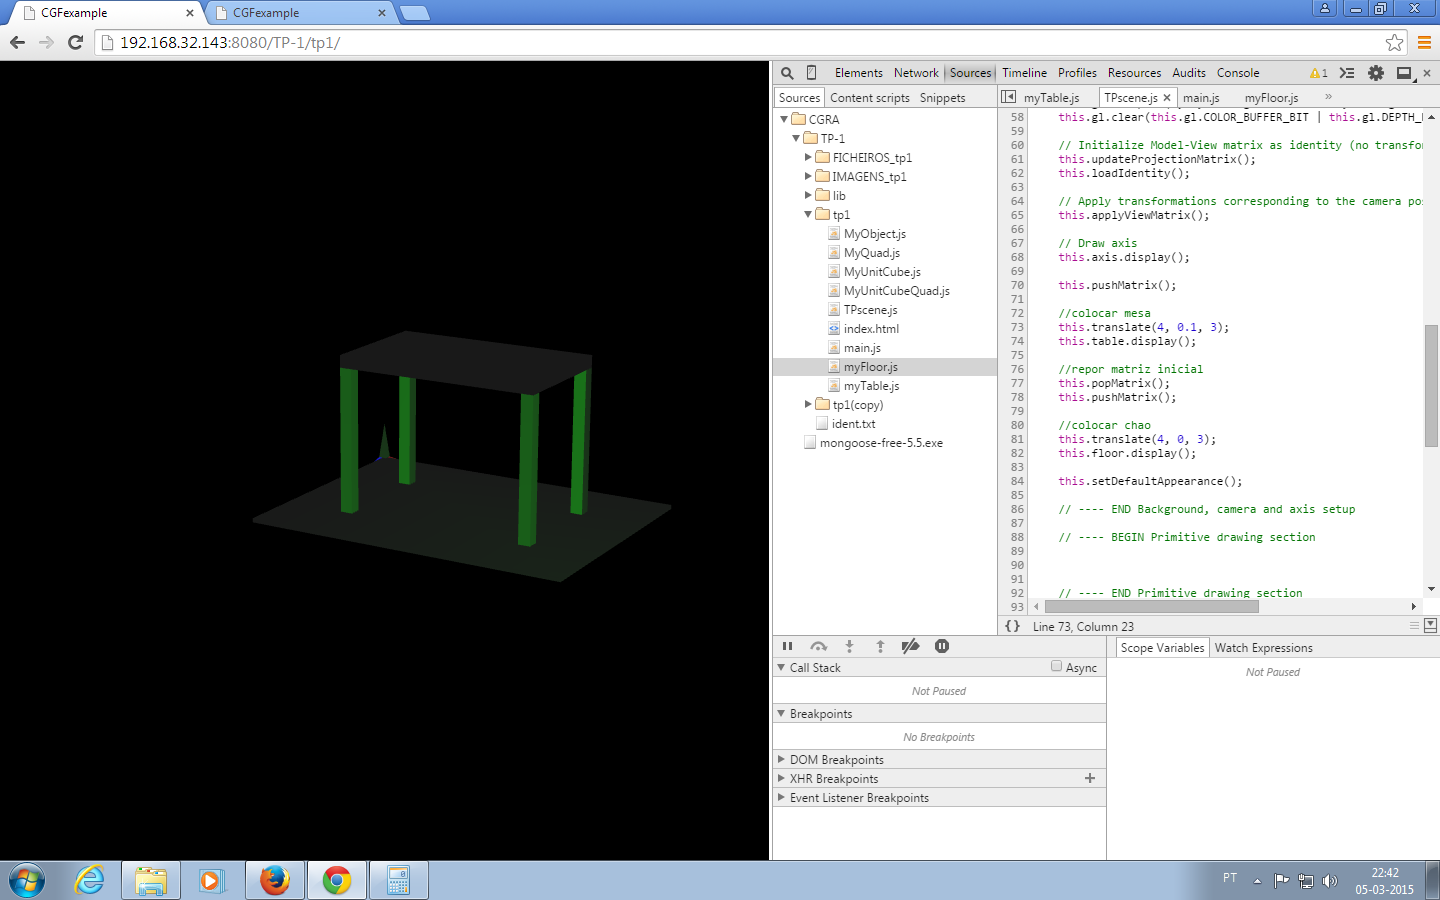 CGFexample
CGFexample
192.168.32.143:8080/TP-1/tp1/
Elements Network Sources Timeline Profiles Resources Audits Console
1
Sources Content scripts Snippets
myTable.js TPscene.js main.js myFloor.js »
CGRA
TP-1
FICHEIROS_tp1
IMAGENS_tp1
lib
tp1
MyObject.js
MyQuad.js
MyUnitCube.js
MyUnitCubeQuad.js
TPscene.js
index.html
main.js
myFloor.js
myTable.js
tp1(copy)
ident.txt
mongoose-free-5.5.exe
58 this.gl.clear(this.gl.COLOR_BUFFER_BIT | this.gl.DEPTH_
59
60 // Initialize Model-View matrix as identity (no transfor
61 this.updateProjectionMatrix();
62 this.loadIdentity();
63
64 // Apply transformations corresponding to the camera pos
65 this.applyViewMatrix();
66
67 // Draw axis
68 this.axis.display();
69
70 this.pushMatrix();
71
72 //colocar mesa
73 this.translate(4, 0.1, 3);
74 this.table.display();
75
76 //repor matriz inicial
77 this.popMatrix();
78 this.pushMatrix();
79
80 //colocar chao
81 this.translate(4, 0, 3);
82 this.floor.display();
83
84 this.setDefaultAppearance();
85
86 // ---- END Background, camera and axis setup
87
88 // ---- BEGIN Primitive drawing section
89
90
91
92 // ---- END Primitive drawing section
93
{} Line 73, Column 23
Call Stack Async
Not Paused
Breakpoints
No Breakpoints
DOM Breakpoints
XHR Breakpoints
Event Listener Breakpoints
Scope Variables Watch Expressions
Not Paused
PT
22:42
05-03-2015